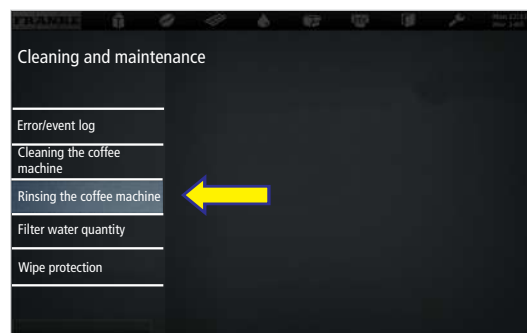 FRANKE
Cleaning and maintenance
Error/event log
Cleaning the coffee
machine
Rinsing the coffee machine
Filter water quantity
Wipe protection